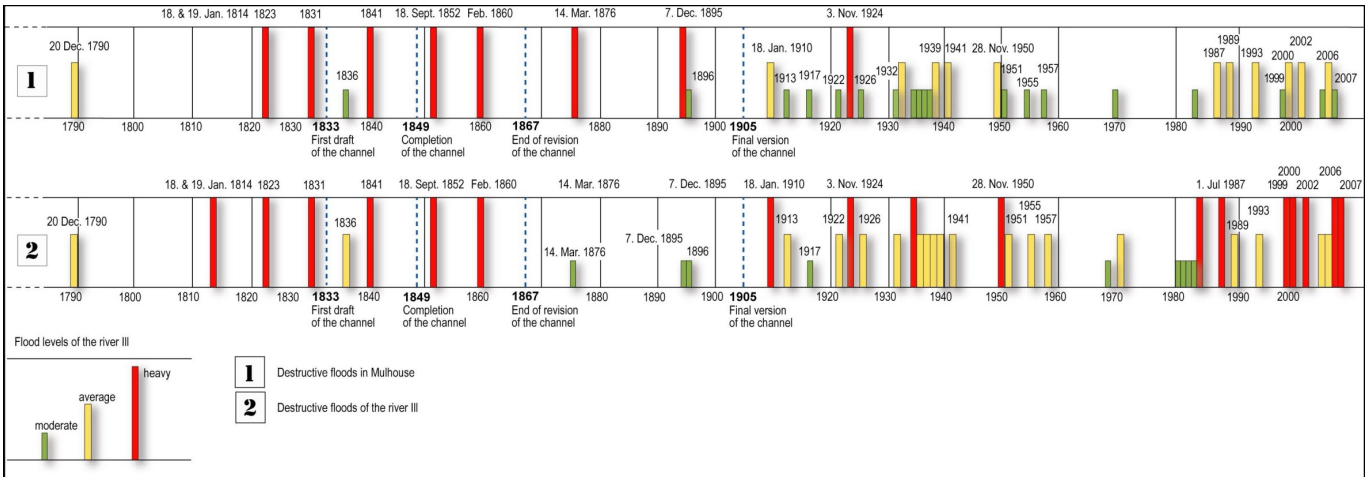 18. & 19. Jan. 1814 1823 1831 1841 18. Sept. 1852 Feb. 1860 14. Mar. 1876 7. Dec. 1895 3. Nov. 1924
20 Dec. 1790 1836 1896 18. Jan. 1910 1913 1917 1922 1926 1932 1939 1941 28. Nov. 1950 1951 1955 1957 1987 1989 1993 1999 2000 2002 2006 2007
1
1790 1800 1810 1820 1830 1833 1840 1849 1860 1867 1880 1890 1900 1905 1920 1930 1940 1950 1960 1970 1980 1990 2000
First draft
of the channel
Completion
of the channel
End of revision
of the channel
Final version
of the channel
18. & 19. Jan. 1814 1823 1831 1841 18. Sept. 1852 Feb. 1860 14. Mar. 1876 7. Dec. 1895 18. Jan. 1910 3. Nov. 1924 28. Nov. 1950 1. Jul 1987 1999 2000 2002 2006 2007
20 Dec. 1790 1836 14. Mar. 1876 7. Dec. 1895 1896 1913 1917 1922 1926 1941 1951 1955 1957 1989 1993
2
1790 1800 1810 1820 1830 1833 1840 1849 1860 1867 1880 1890 1900 1905 1920 1930 1940 1950 1960 1970 1980 1990 2000
First draft
of the channel
Completion
of the channel
End of revision
of the channel
Final version
of the channel
Flood levels of the river Ill
moderate
average
heavy
1 Destructive floods in Mulhouse
2 Destructive floods of the river Ill